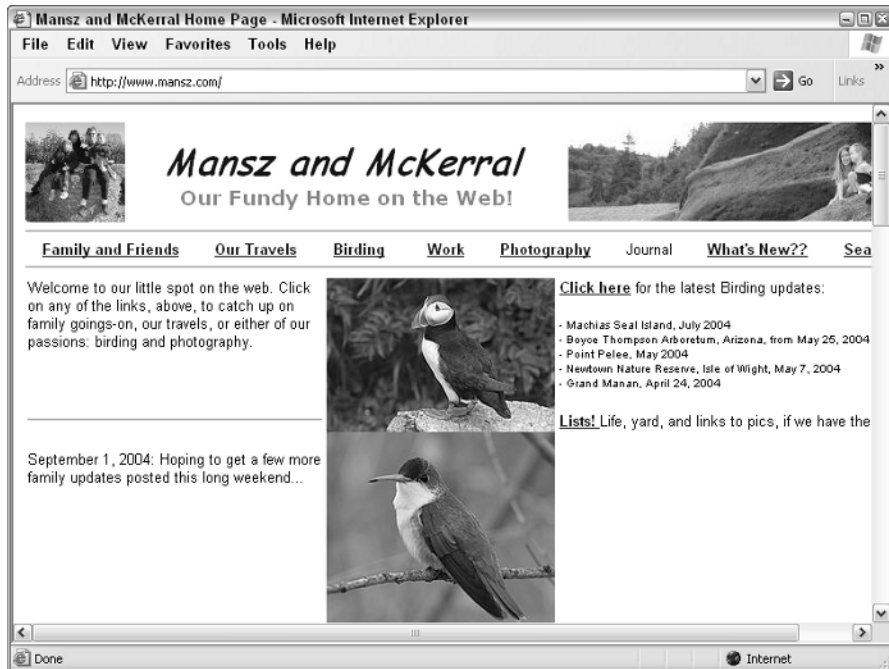 Mansz and McKerral Home Page - Microsoft Internet Explorer
File Edit View Favorites Tools Help
Address http://www.mansz.com/ Go Links
Mansz and McKerral
Our Fundy Home on the Web!
Family and Friends Our Travels Birding Work Photography Journal What's New?? Sea
Welcome to our little spot on the web. Click
on any of the links, above, to catch up on
family goings-on, our travels, or either of our
passions: birding and photography.
September 1, 2004: Hoping to get a few more
family updates posted this long weekend...
Click here for the latest Birding updates:
- Machias Seal Island, July 2004
- Boyce Thompson Arboretum, Arizona, from May 25, 2004
- Point Pelee, May 2004
- Newtown Nature Reserve, Isle of Wight, May 7, 2004
- Grand Manan, April 24, 2004
Lists! Life, yard, and links to pics, if we have the
Done Internet